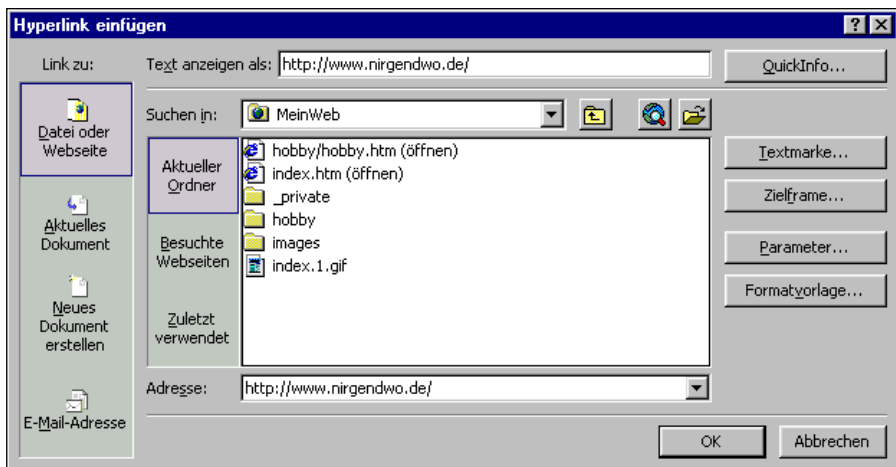 Hyperlink einfügen
Link zu:
Text anzeigen als: http://www.nirgendwo.de/
QuickInfo...
Datei oder
Webseite
Aktuelles
Dokument
Neues
Dokument
erstellen
E-Mail-Adresse
Suchen in: MeinWeb
Aktueller
Ordner
Besuchte
Webseiten
Zuletzt
verwendet
hobby/hobby.htm (öffnen)
index.htm (öffnen)
_private
hobby
images
index.1.gif
Textmarke...
Zielframe...
Parameter...
Formatvorlage...
Adresse: http://www.nirgendwo.de/
OK
Abbrechen